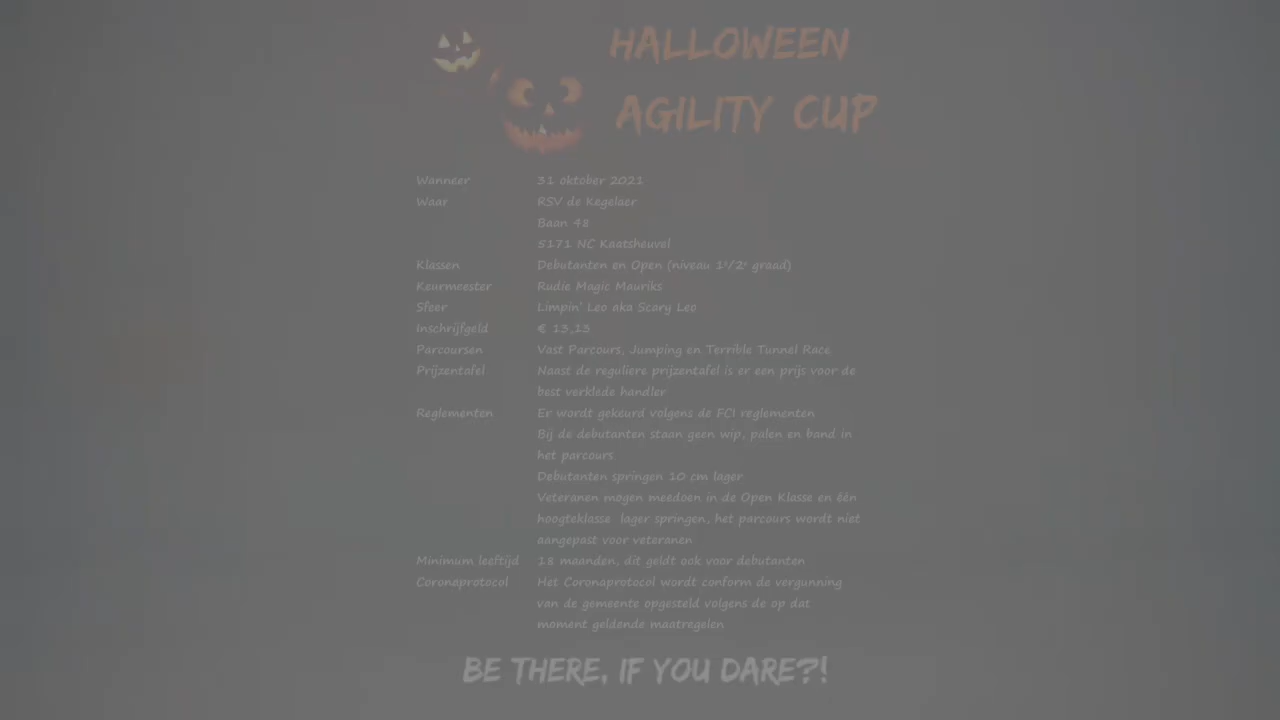 HALLOWEEN
AGILITY CUP
Wanneer 31 oktober 2021
Waar RSV de Kegelaer
Baan 48
5171 NC Kaatsheuvel
Klassen Debutanten en Open (niveau 1ᵉ/2ᵉ graad)
Keurmeester Rudie Magic Mauriks
Sfeer Limpin' Leo aka Scary Leo
Inschrijfgeld € 13,13
Parcoursen Vast Parcours, Jumping en Terrible Tunnel Race
Prijzentafel Naast de reguliere prijzentafel is er een prijs voor de
best verklede handler
Reglementen Er wordt gekeurd volgens de FCI reglementen
Bij de debutanten staan geen wip, palen en band in
het parcours
Debutanten springen 10 cm lager
Veteranen mogen meedoen in de Open Klasse en één
hoogteklasse lager springen, het parcours wordt niet
aangepast voor veteranen
Minimum leeftijd 18 maanden, dit geldt ook voor debutanten
Coronaprotocol Het Coronaprotocol wordt conform de vergunning
van de gemeente opgesteld volgens de op dat
moment geldende maatregelen
BE THERE, IF YOU DARE?!